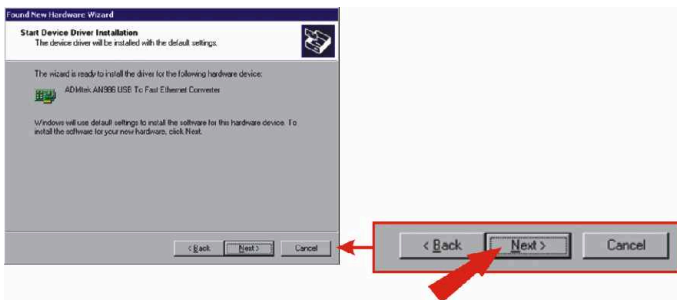 Found New Hardware Wizard
Start Device Driver Installation
The device driver will be installed with the default settings.
The wizard is ready to install the driver for the following hardware device:
ADMtek AN986 USB To Fast Ethernet Converter
Windows will use default settings to install the software for this hardware device. To
install the software for your new hardware, click Next.
< Back Next > Cancel
< Back Next > Cancel